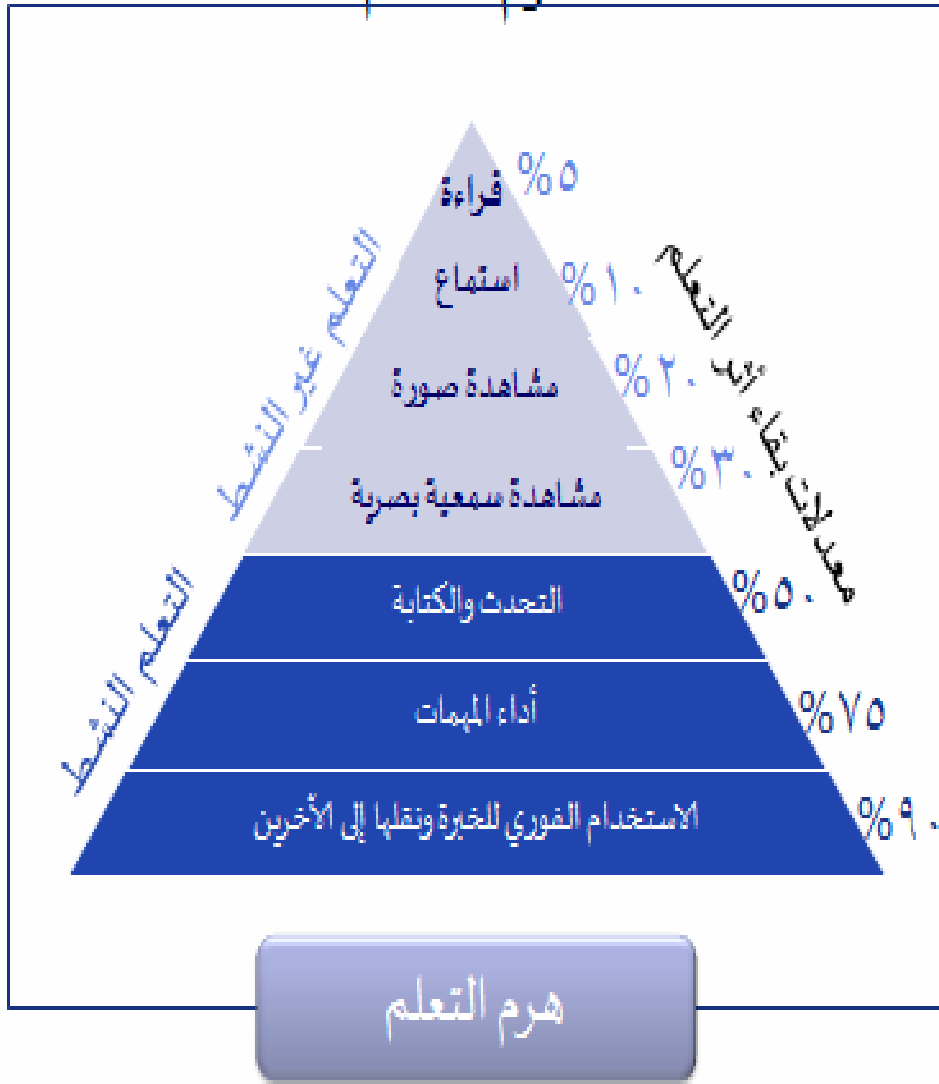 قراءة %٥
استماع %١٠
مشاهدة صورة %٢٠
مشاهدة سمعية بصرية %٣٠
التحدث والكتابة %٥٠
أداء المهمات %٧٥
الاستخدام الفوري للخبرة ونقلها إلى الأخرين %٩٠
معدلات بقاء أثر التعلم
التعلم غير النشط
التعلم النشط
هرم التعلم